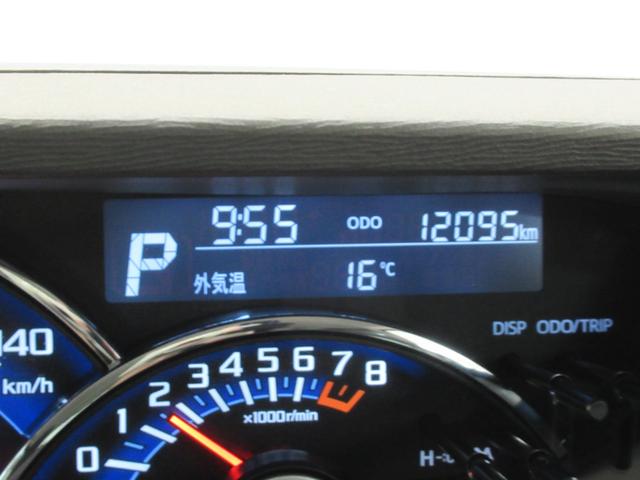 9:55 ODO 12095km
P
外気温 16℃
DISP ODO/TRIP
140
km/h
0 1 2 3 4 5 6 7 8
×1000r/min
H